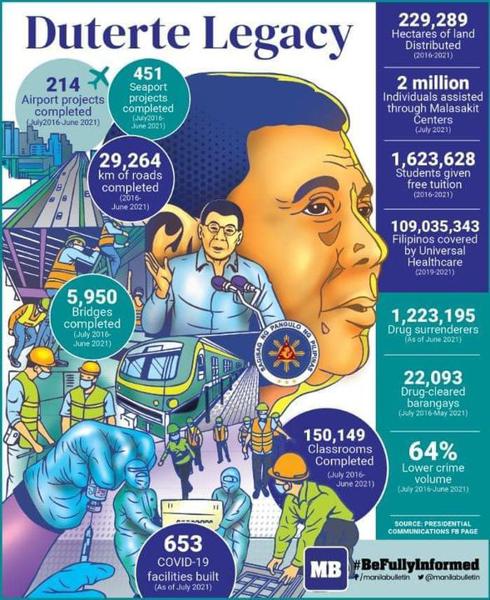 Duterte Legacy
214
Airport projects
completed
(July2016-June 2021)
451
Seaport
projects
completed
(July2016-
June 2021)
29,264
km of roads
completed
(2016-
June 2021)
5,950
Bridges
completed
(July 2016-
June 2021)
SAGISAG NG PANGULO NG PILIPINAS
150,149
Classrooms
Completed
(July 2016-
June 2021)
653
COVID-19
facilities built
(As of July 2021)
229,289
Hectares of land
Distributed
(2016-2021)
2 million
Individuals assisted
through Malasakit
Centers
(July 2021)
1,623,628
Students given
free tuition
(2016-2021)
109,035,343
Filipinos covered
by Universal
Healthcare
(2019-2021)
1,223,195
Drug surrenderers
(As of June 2021)
22,093
Drug-cleared
barangays
(July 2016-May 2021)
64%
Lower crime
volume
(July 2016-June 2021)
SOURCE: PRESIDENTIAL
COMMUNICATIONS FB PAGE
MB
#BeFullyInformed
f/manilabulletin @manilabulletin